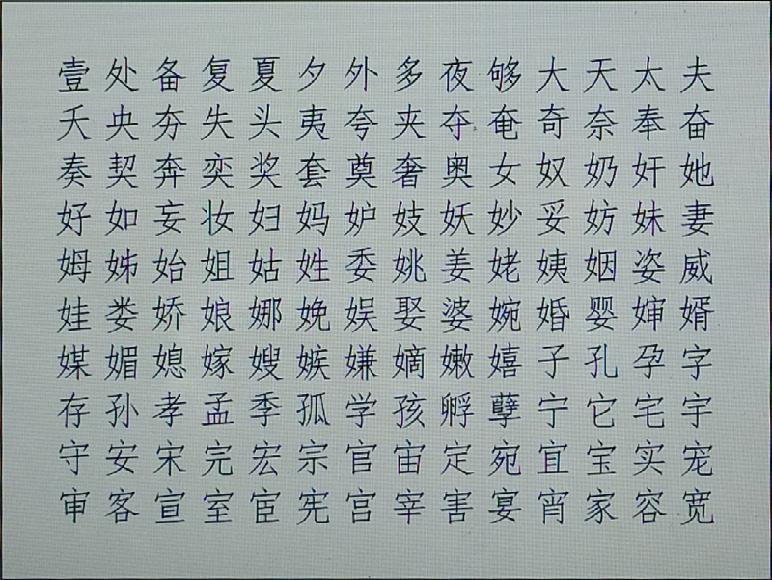 壹处备复夏夕外多夜够大天太夫
夭央夯失头夷夸夹夺奄奇奈奉奋
奏契奔奕奖套奠奢奥女奴奶奸她
好如妄妆妇妈妒妓妖妙妥妨妹妻
姆姊始姐姑姓委姚姜姥姨姻姿威
娃娄娇娘娜娩娱娶婆婉婚婴婶婿
媒媚媳嫁嫂嫉嫌嫡嫩嬉子孔孕字
存孙孝孟季孤学孩孵孽宁它宅宇
守安宋完宏宗官宙定宛宜宝实宠
审客宣室宦宪宫宰害宴宵家容宽